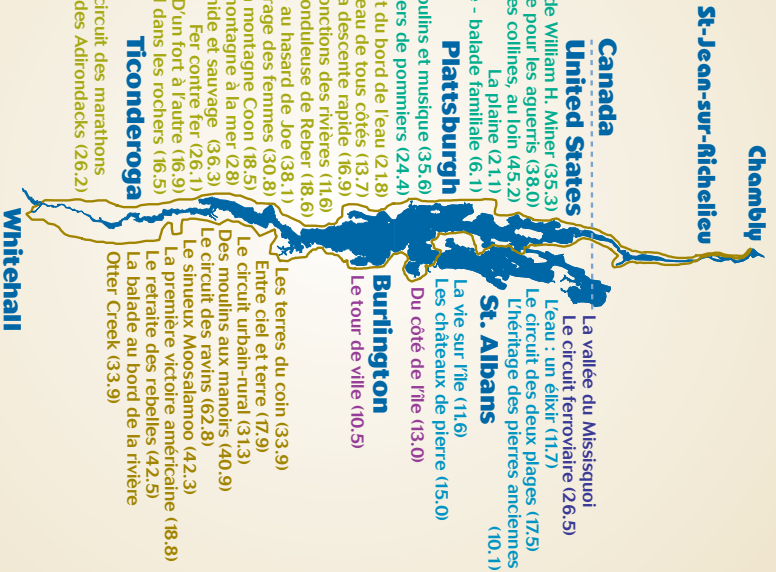 Chambly
St-Jean-sur-Richelieu
Canada
United States
de William H. Miner (35.3)
pour les aguerris (38.0)
es collines, au loin (45.2)
La plaine (21.1)
- balade familiale (6.1)
Plattsburgh
oulins et musique (35.6)
ers de pommiers (24.4)
t du bord de l'eau (21.8)
eau de tous côtés (13.7)
a descente rapide (16.9)
onctions des rivières (11.6)
onduleuse de Reber (18.6)
au hasard de Joe (38.1)
rage des femmes (30.8)
montagne Coon (18.5)
montagne à la mer (2.8)
ide et sauvage (36.3)
Fer contre fer (26.1)
D'un fort à l'autre (16.9)
l dans les rochers (16.5)
Ticonderoga
circuit des marathons
des Adirondacks (26.2)
La vallée du Missisquoi
Le circuit ferroviaire (26.5)
L'eau : un élixir (11.7)
Le circuit des deux plages (17.5)
L'héritage des pierres anciennes
(10.1)
St. Albans
La vie sur l'île (11.6)
Les châteaux de pierre (15.0)
Du côté de l'île (13.0)
Burlington
Le tour de ville (10.5)
Les terres du coin (33.9)
Entre ciel et terre (17.9)
Le circuit urbain-rural (31.3)
Des moulins aux manoirs (40.9)
Le circuit des ravins (62.8)
Le sinueux Moosalamoo (42.3)
La première victoire américaine (18.8)
Le retraite des rebelles (42.5)
La balade au bord de la rivière
Otter Creek (33.9)
Whitehall